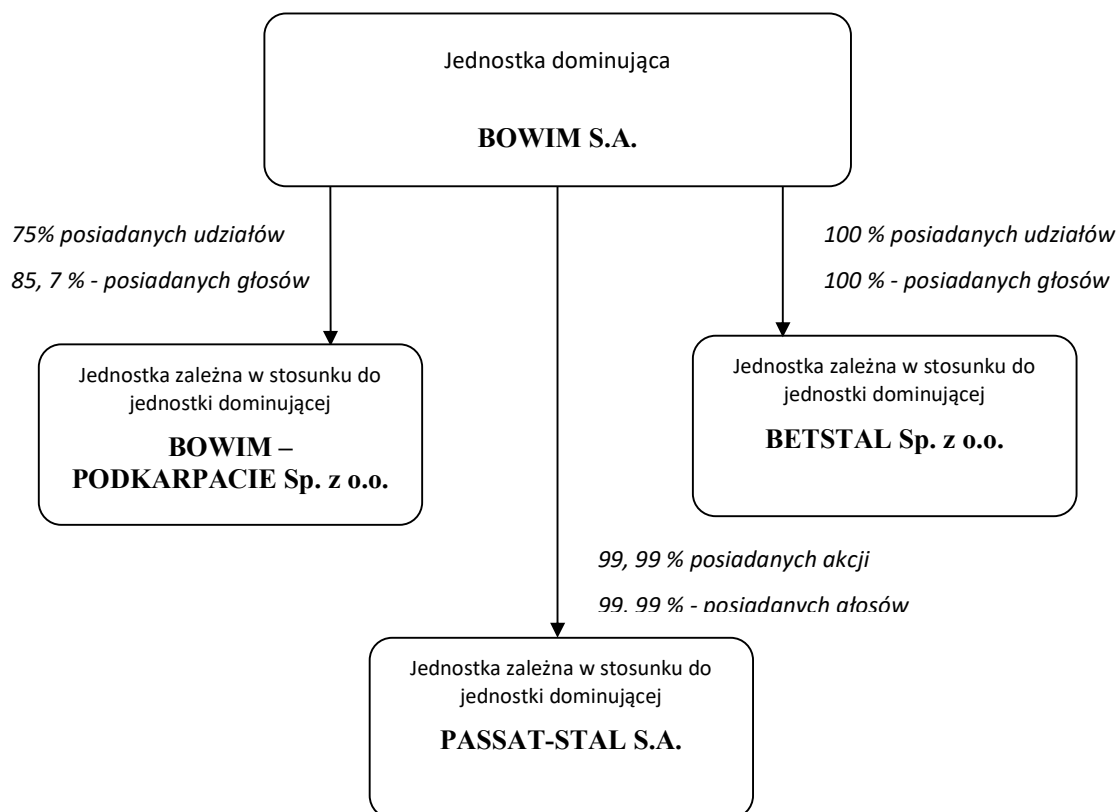 Jednostka dominująca
BOWIM S.A.
75% posiadanych udziałów
85, 7 % - posiadanych głosów
100 % posiadanych udziałów
100 % - posiadanych głosów
Jednostka zależna w stosunku do
jednostki dominującej
BOWIM –
PODKARPACIE Sp. z o.o.
Jednostka zależna w stosunku do
jednostki dominującej
BETSTAL Sp. z o.o.
99, 99 % posiadanych akcji
99, 99 % - posiadanych głosów
Jednostka zależna w stosunku do
jednostki dominującej
PASSAT-STAL S.A.